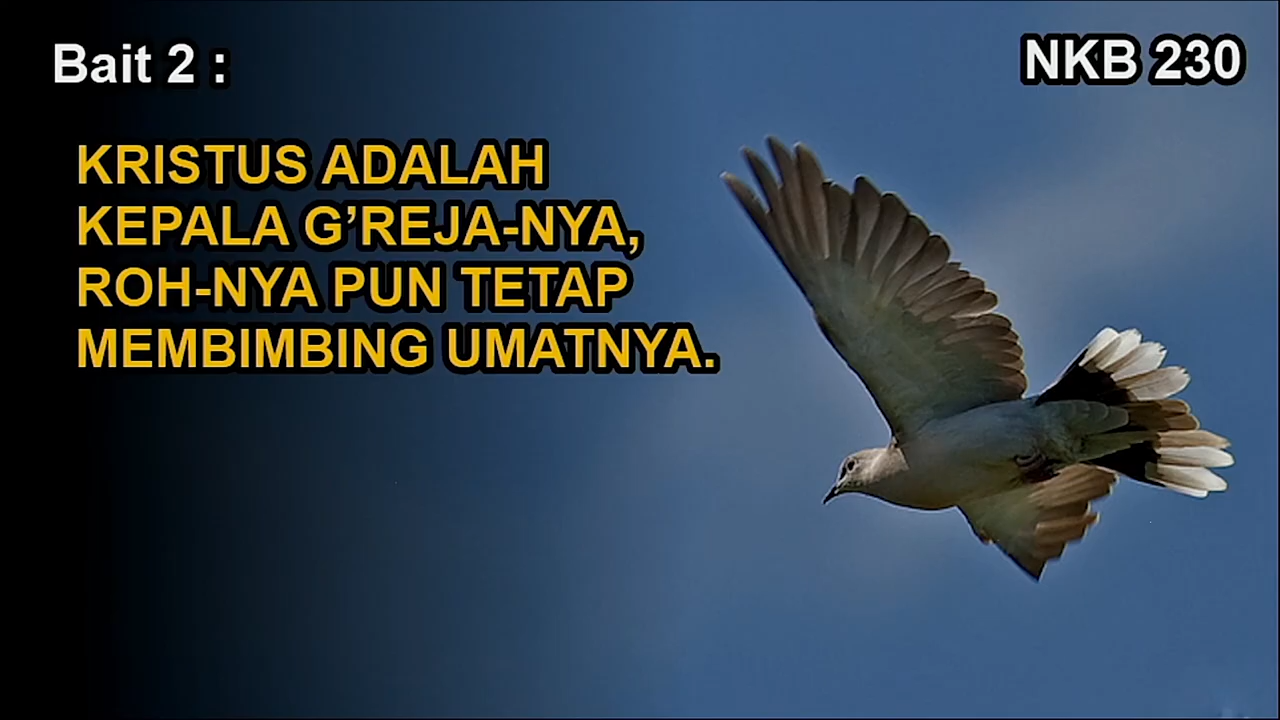 Bait 2 :
NKB 230
KRISTUS ADALAH
KEPALA G’REJA-NYA,
ROH-NYA PUN TETAP
MEMBIMBING UMATNYA.